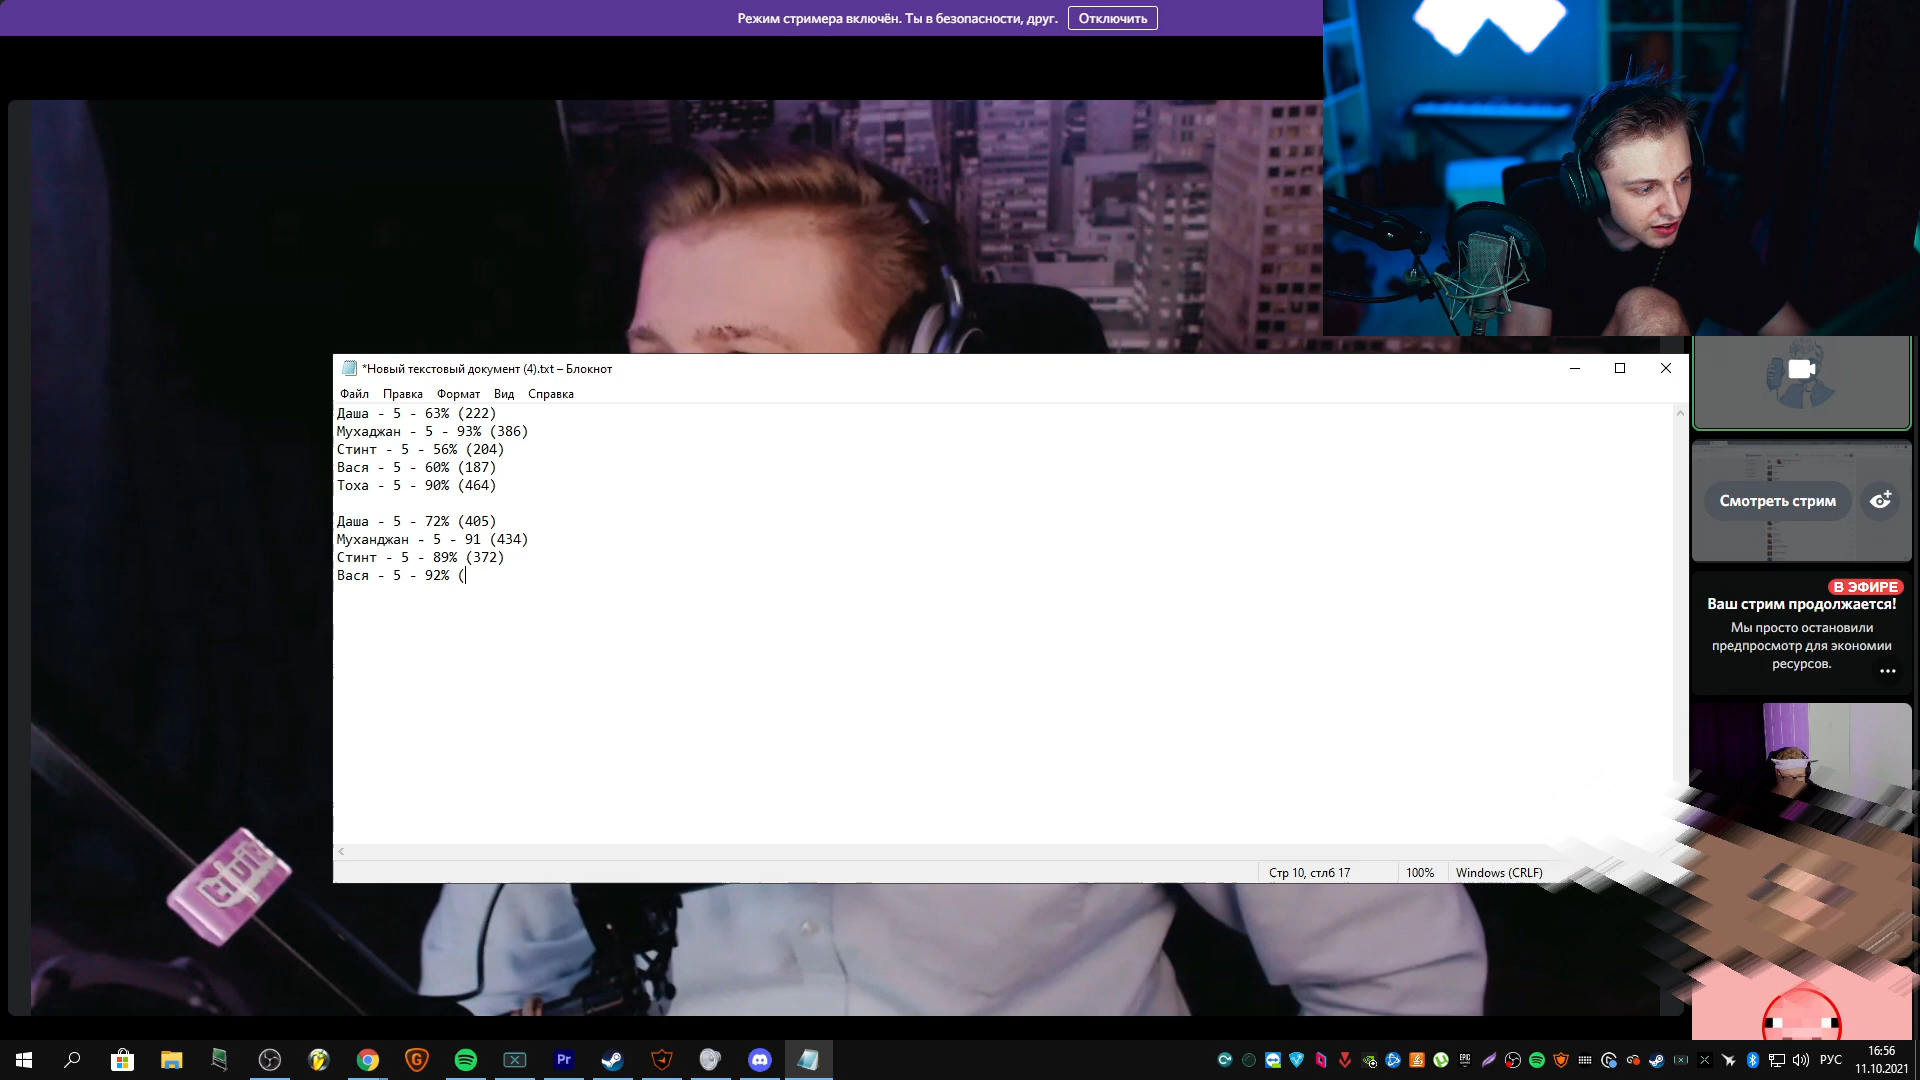 Режим стримера включён. Ты в безопасности, друг.
Отключить
*Новый текстовый документ (4).txt – Блокнот
Файл Правка Формат Вид Справка
Даша - 5 - 63% (222)
Мухаджан - 5 - 93% (386)
Стинт - 5 - 56% (204)
Вася - 5 - 60% (187)
Тоха - 5 - 90% (464)
Даша - 5 - 72% (405)
Муханджан - 5 - 91 (434)
Стинт - 5 - 89% (372)
Вася - 5 - 92% (
Смотреть стрим
В ЭФИРЕ
Ваш стрим продолжается!
Мы просто остановили
предпросмотр для экономии
ресурсов.
Стр 10, стлб 17
100%
Windows (CRLF)
Pr
РУС
16:56
11.10.2021